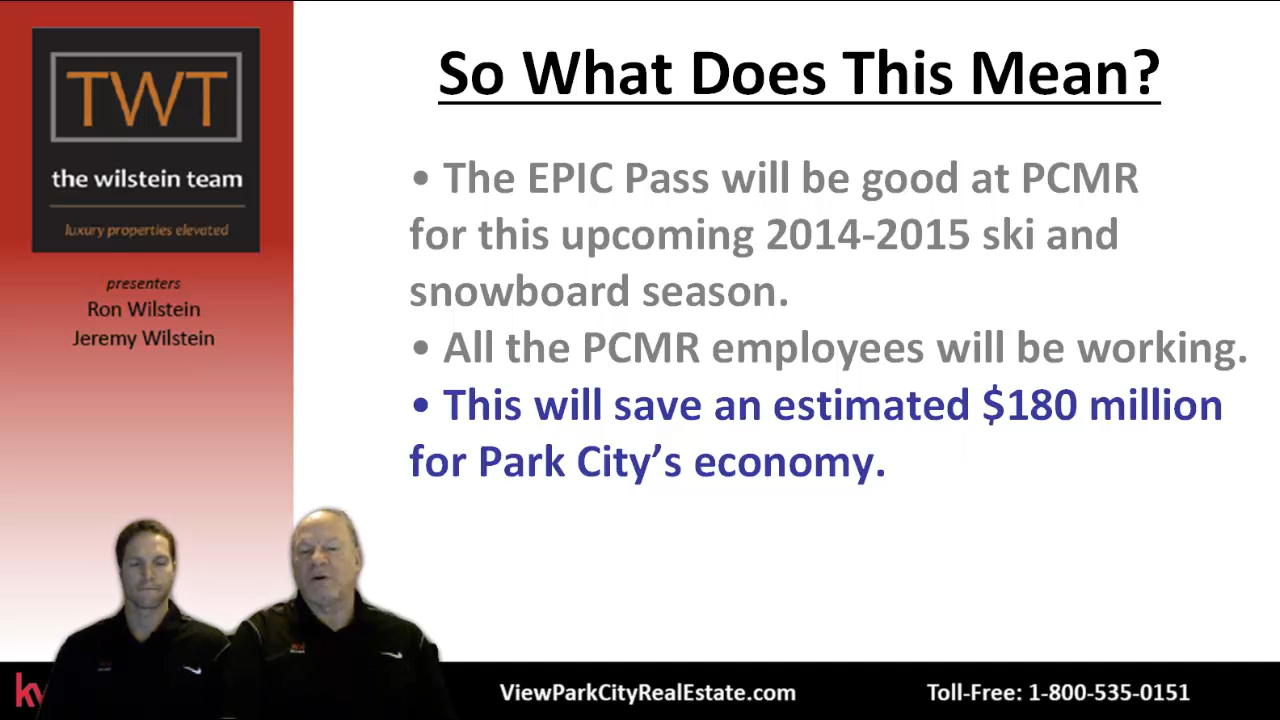 TWT
the wilstein team
luxury properties elevated
presenters
Ron Wilstein
Jeremy Wilstein
So What Does This Mean?
• The EPIC Pass will be good at PCMR
for this upcoming 2014-2015 ski and
snowboard season.
• All the PCMR employees will be working.
• This will save an estimated $180 million
for Park City’s economy.
ViewParkCityRealEstate.com
Toll-Free: 1-800-535-0151